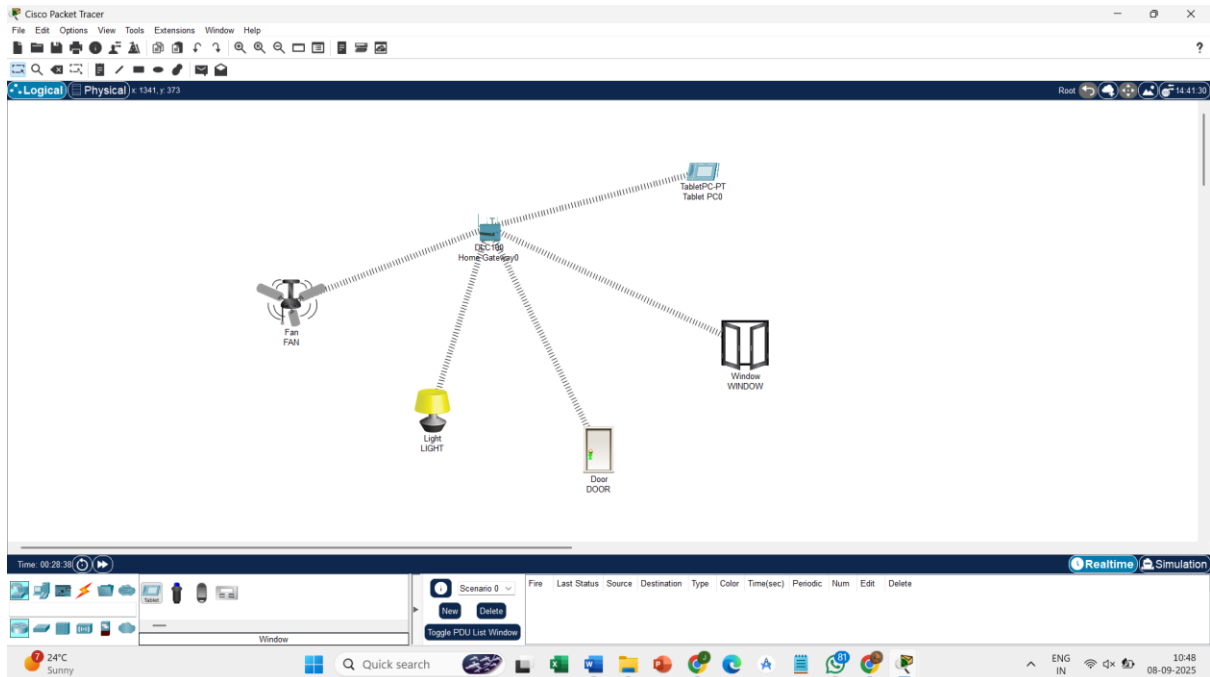 Cisco Packet Tracer
File Edit Options View Tools Extensions Window Help
?
Logical Physical x: 1341, y: 373 Root 14:41:30
TabletPC-PT
Tablet PC0
DLC100
Home Gateway0
Fan
FAN
Window
WINDOW
Light
LIGHT
Door
DOOR
Time: 00:28:38 Realtime Simulation
Scenario 0 Fire Last Status Source Destination Type Color Time(sec) Periodic Num Edit Delete
Tablet
New Delete
Toggle PDU List Window
Window
7 24°C
Sunny
Quick search
81
ENG
IN
10:48
08-09-2025